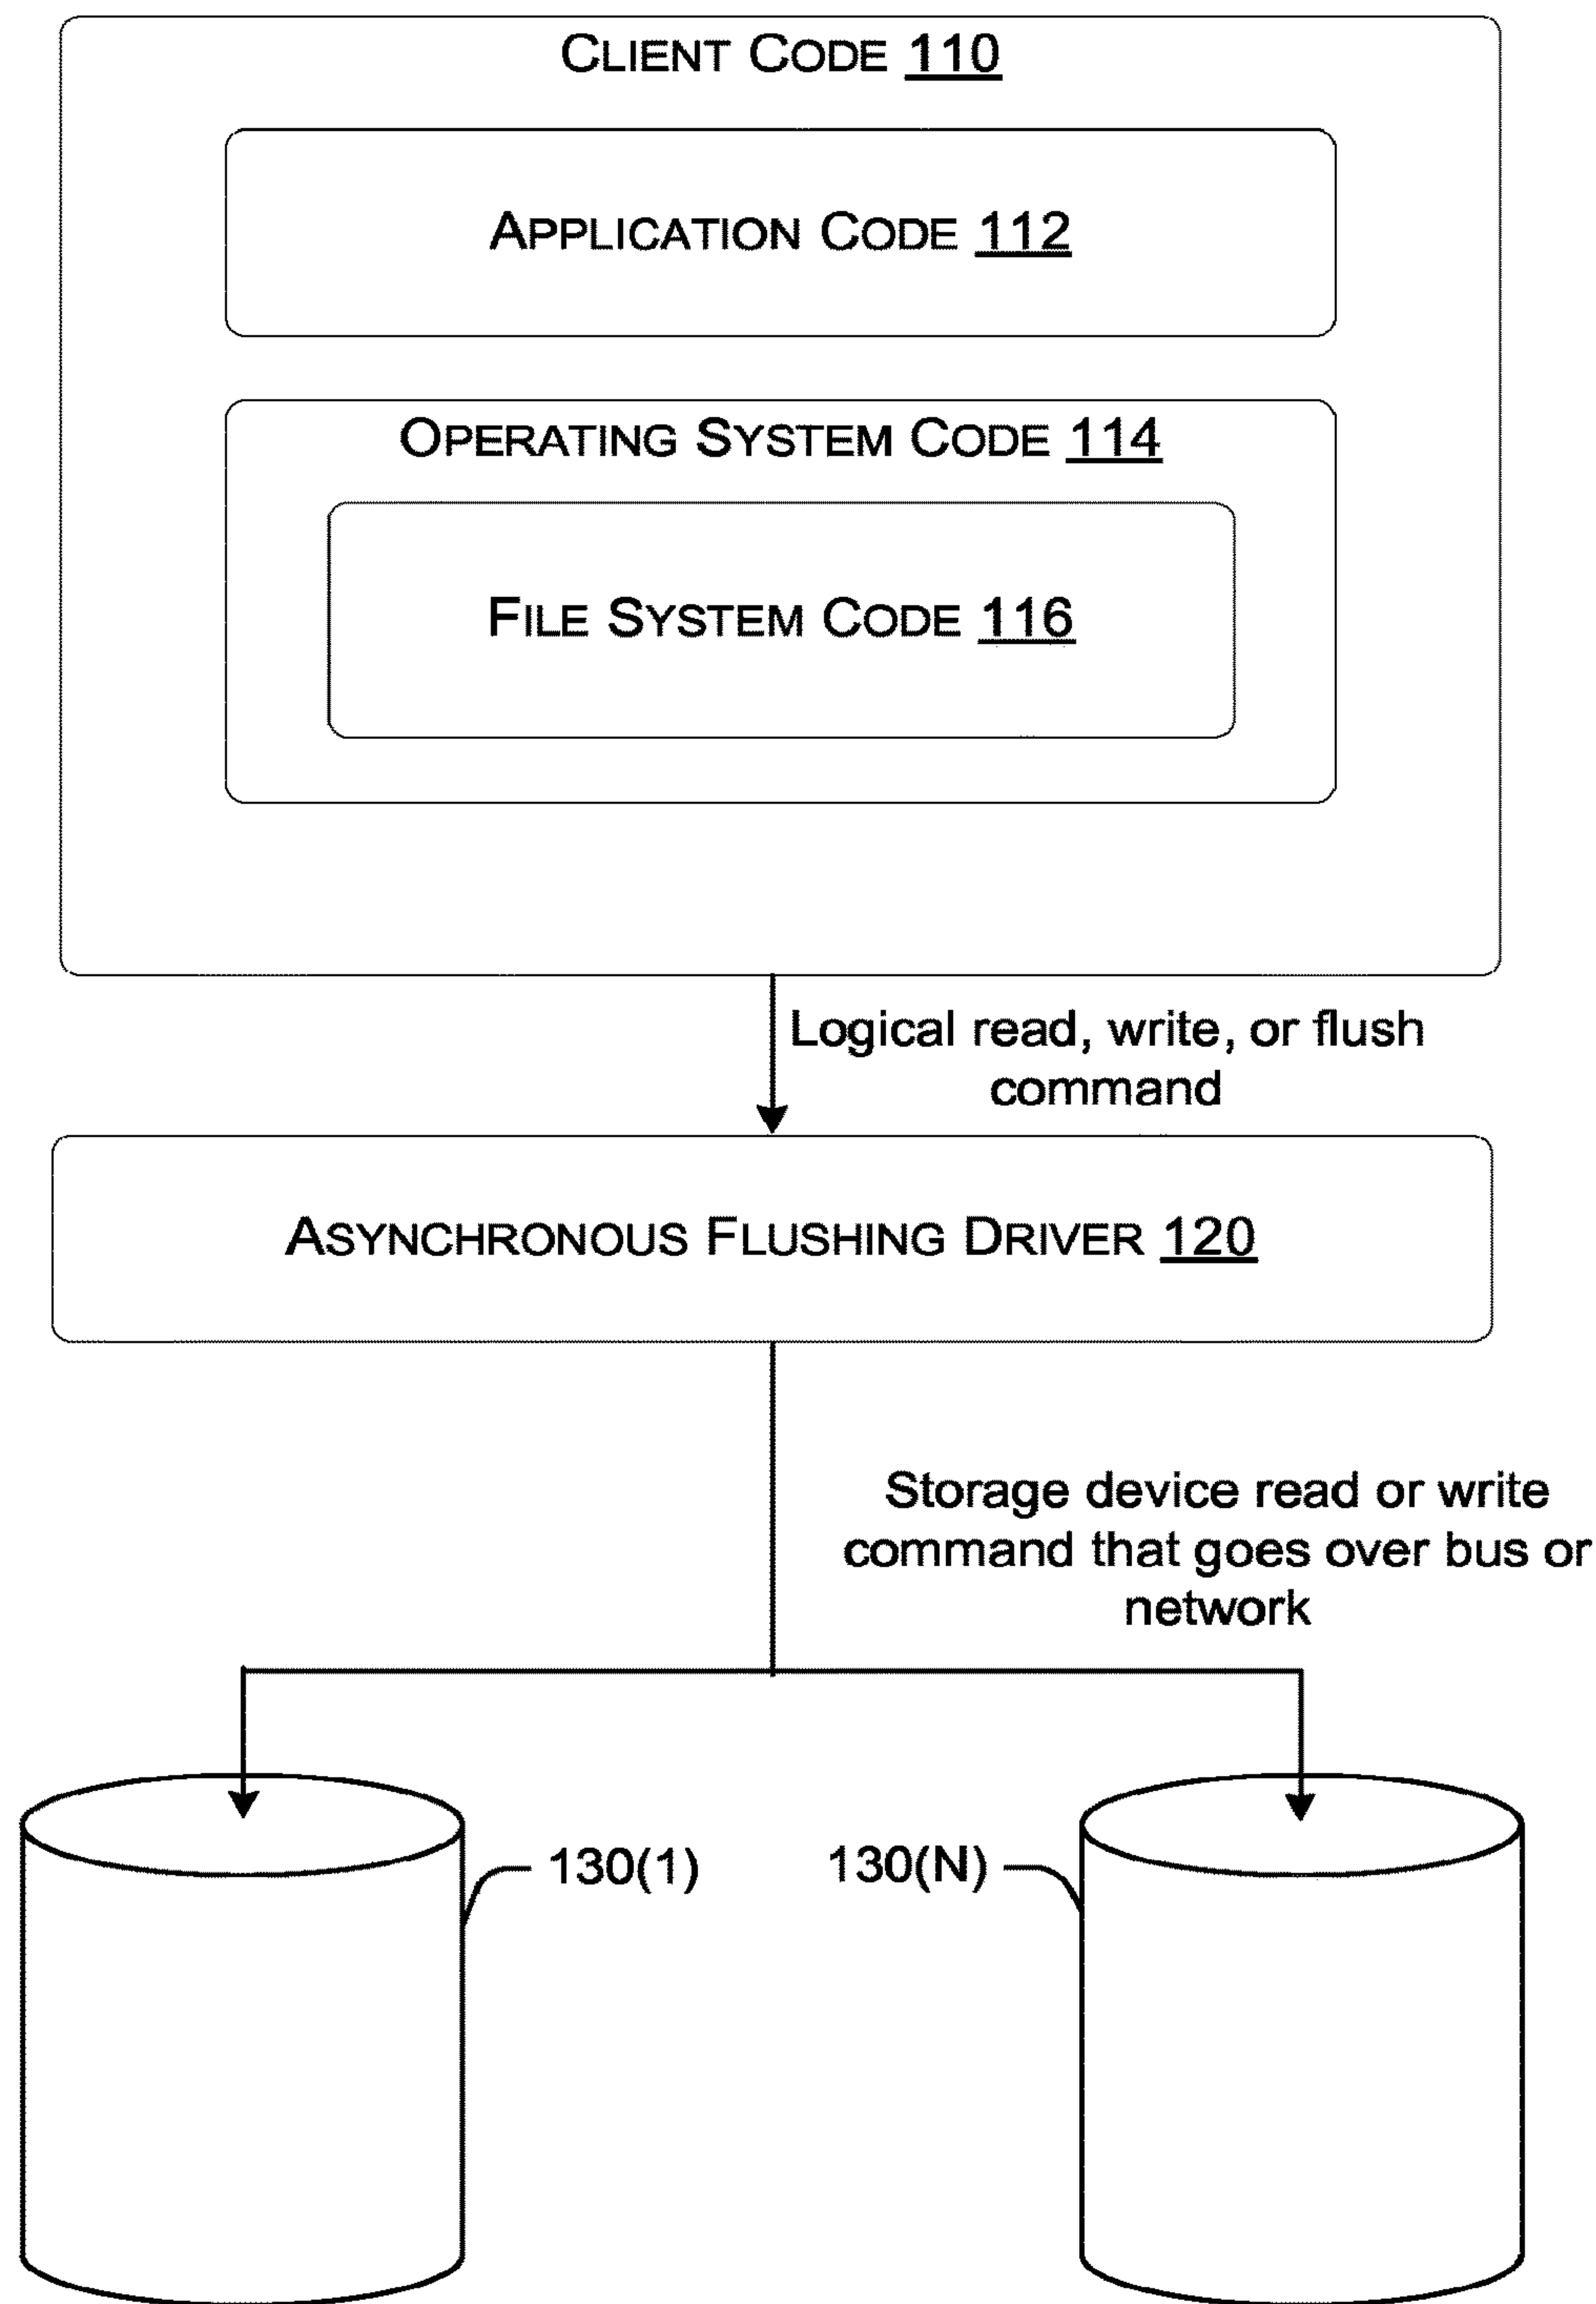 CLIENT CODE 110
APPLICATION CODE 112
OPERATING SYSTEM CODE 114
FILE SYSTEM CODE 116
Logical read, write, or flush
command
ASYNCHRONOUS FLUSHING DRIVER 120
Storage device read or write
command that goes over bus or
network
130(1)
130(N)